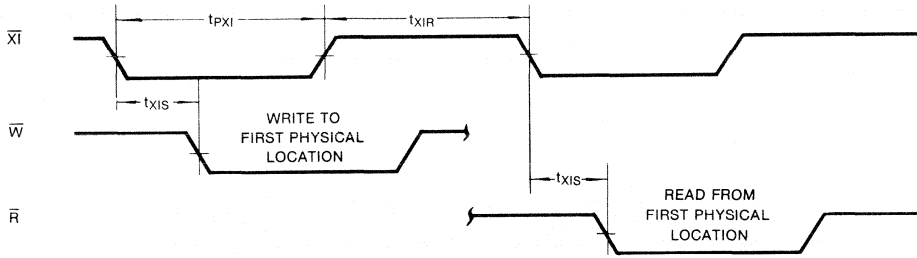 tPXI
tXIR
XI
tXIS
W
WRITE TO
FIRST PHYSICAL
LOCATION
tXIS
R
READ FROM
FIRST PHYSICAL
LOCATION